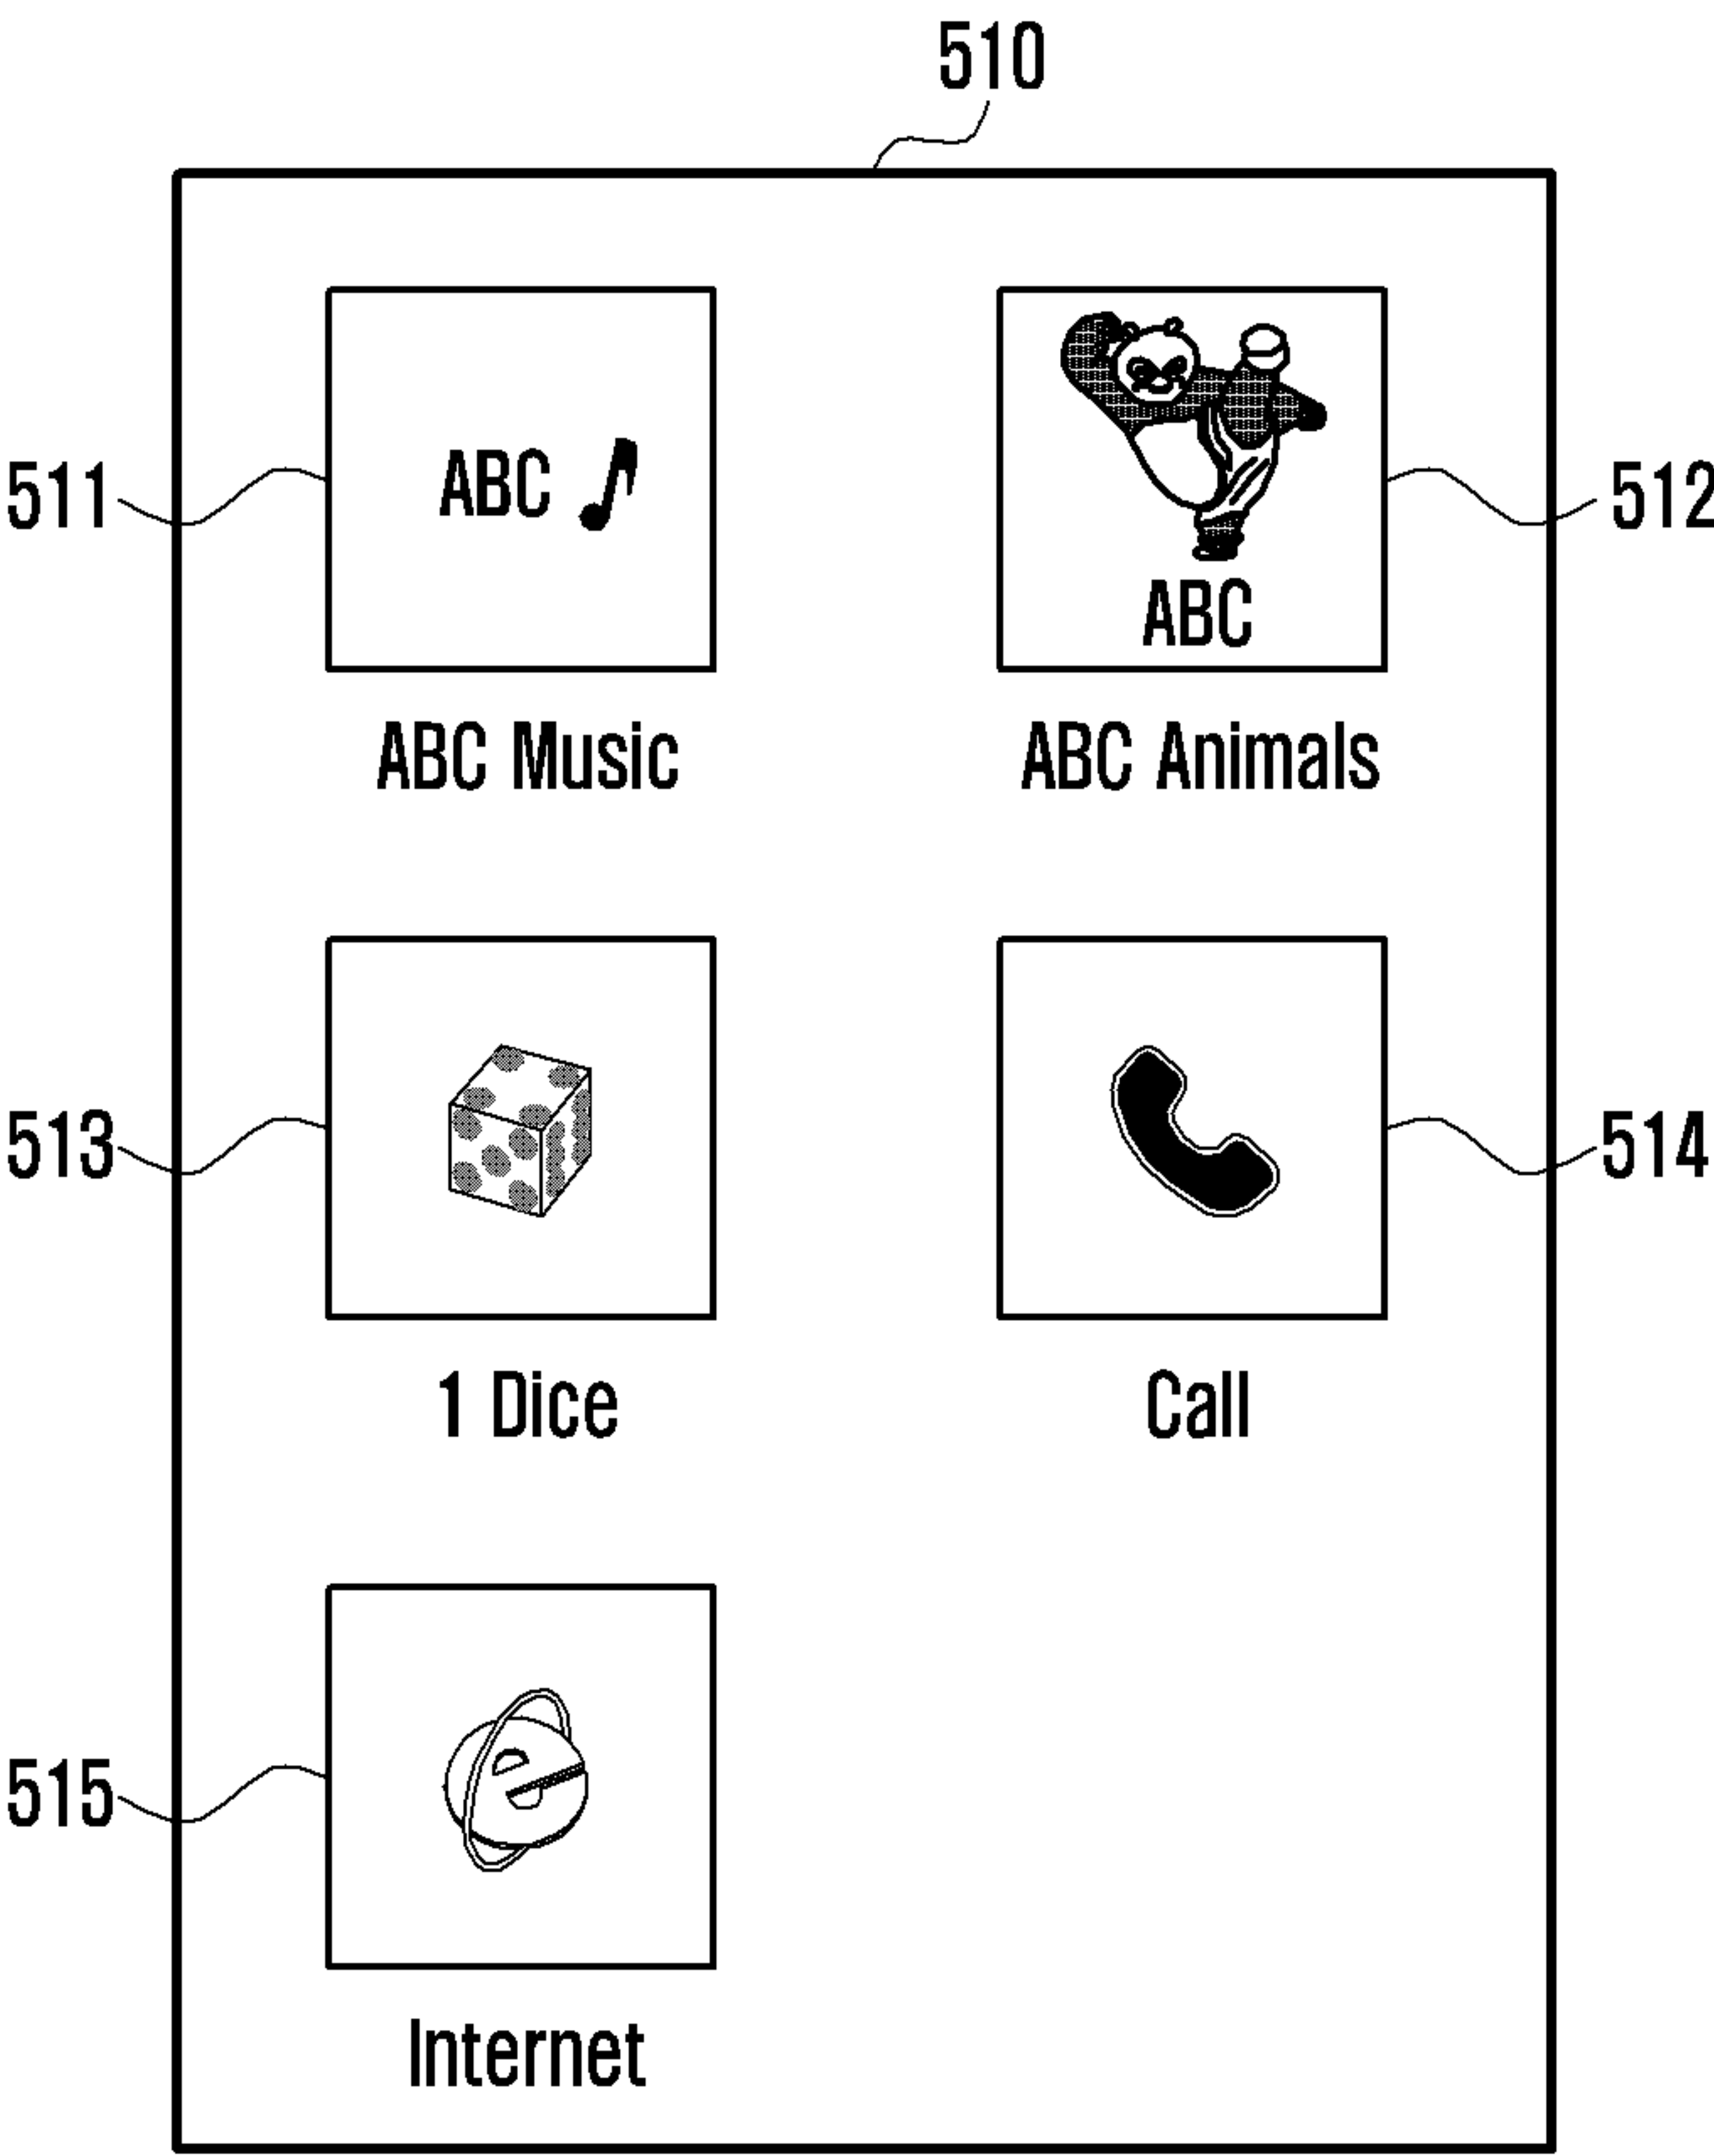 510
511
ABC
512
ABC
ABC Music
ABC Animals
513
514
1 Dice
Call
515
e
Internet